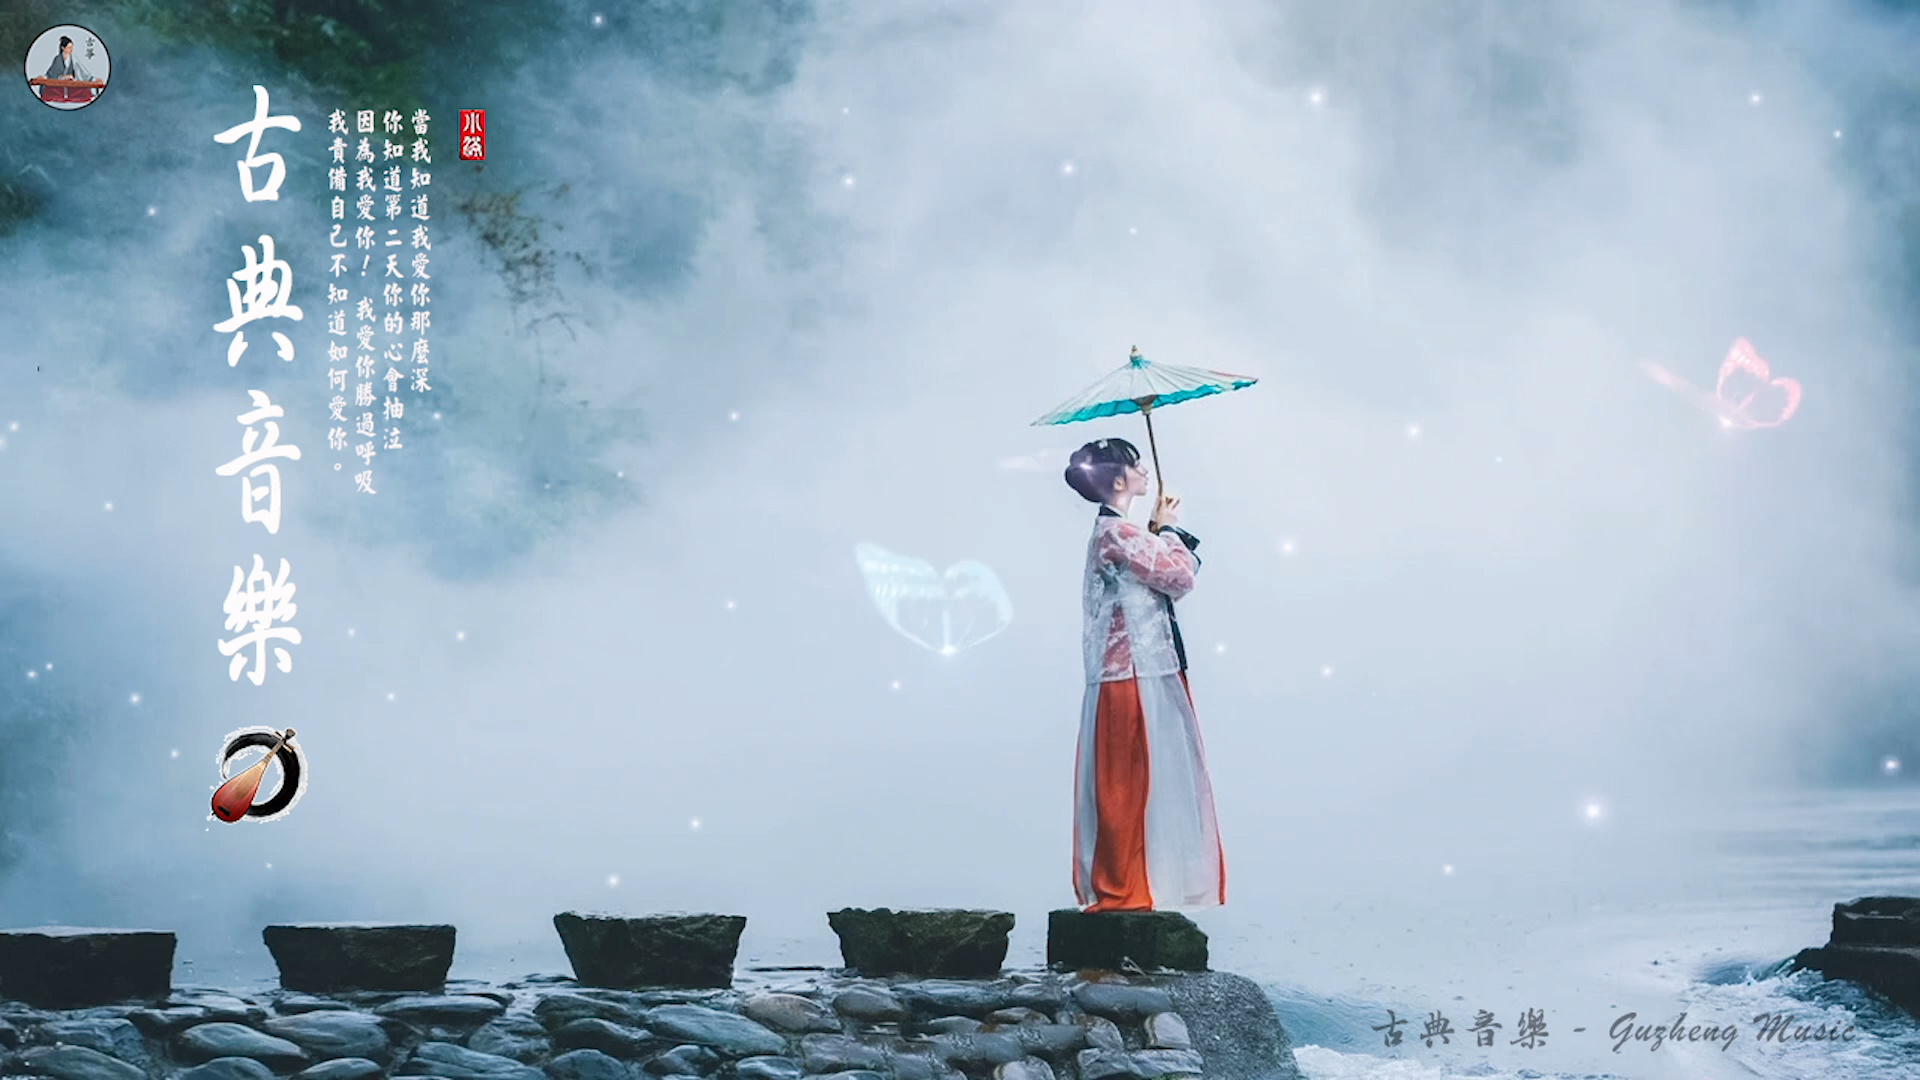 古箏
古典音樂
當我知道我愛你那麼深
你知道第二天你的心會抽泣
因為我愛你！ 我愛你勝過呼吸
我責備自己不知道如何愛你。
古典音樂 - Guzheng Music